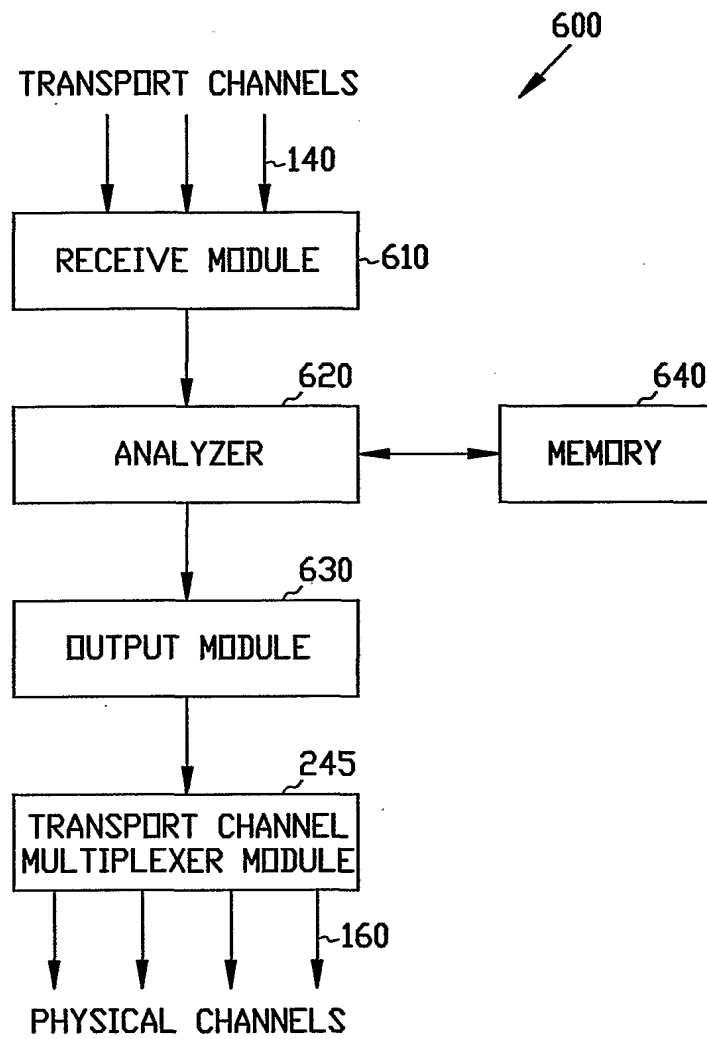 600
TRANSPORT CHANNELS
140
RECEIVE MODULE
610
620
640
ANALYZER
MEMORY
630
OUTPUT MODULE
245
TRANSPORT CHANNEL
MULTIPLEXER MODULE
160
PHYSICAL CHANNELS